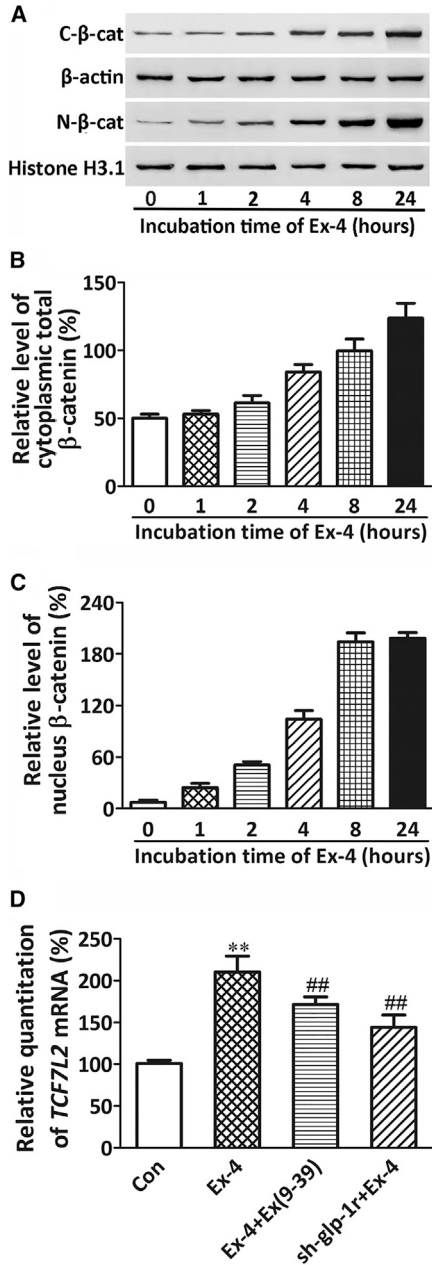 A
C-β-cat
β-actin
N-β-cat
Histone H3.1
0 1 2 4 8 24
Incubation time of Ex-4 (hours)
B
Relative level of
cytoplasmic total
β-catenin (%)
150
100
50
0
0 1 2 4 8 24
Incubation time of Ex-4 (hours)
C
Relative level of
nucleus β-catenin (%)
240
180
120
60
0
0 1 2 4 8 24
Incubation time of Ex-4 (hours)
D
Relative quantitation
of TCF7L2 mRNA (%)
250
200
150
100
50
0
**
##
##
Con
Ex-4
Ex-4+Ex(9-39)
sh-glp-1r+Ex-4